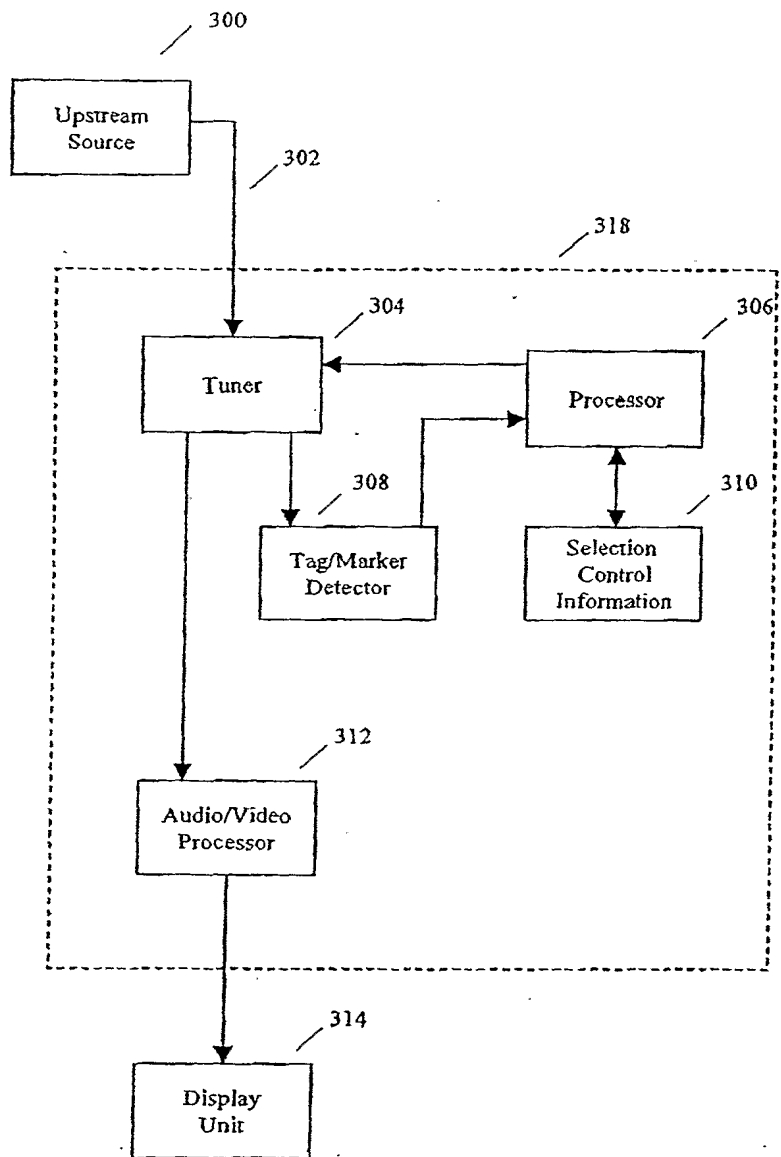 300
Upstream
Source
302
318
304
306
Tuner
Processor
308
310
Tag/Marker
Detector
Selection
Control
Information
312
Audio/Video
Processor
314
Display
Unit